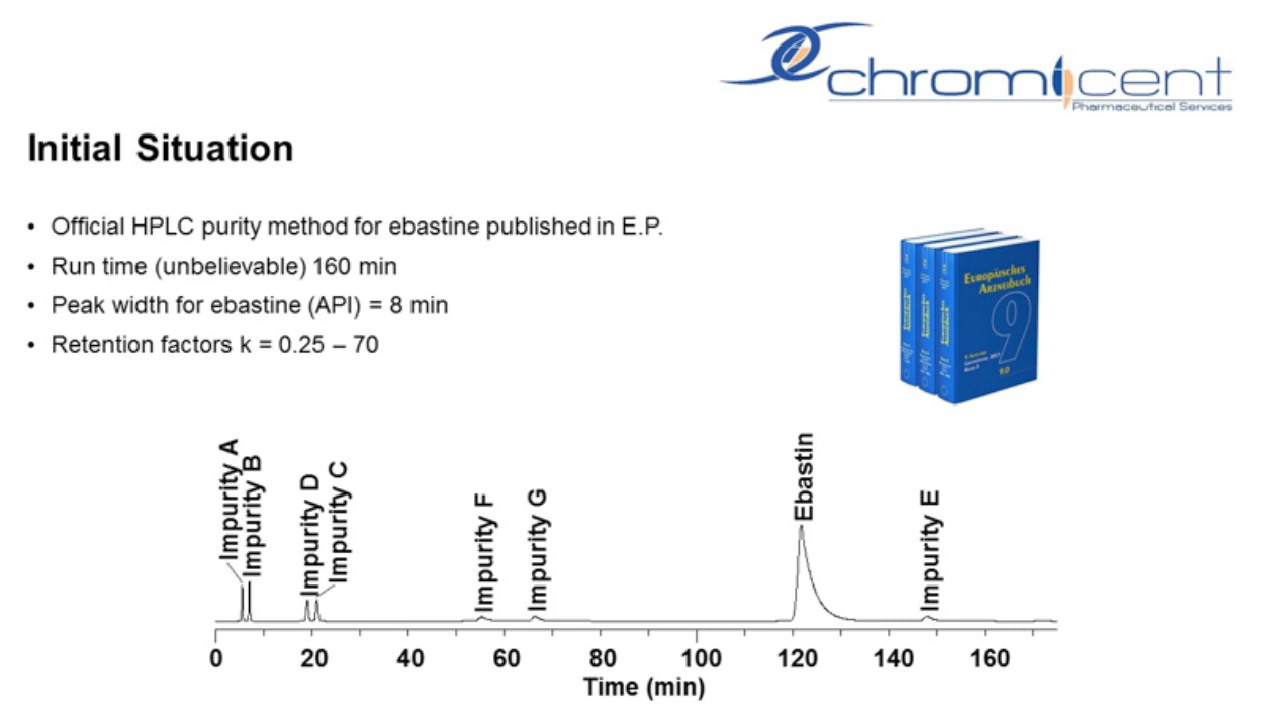 chromicent
Pharmaceutical Services
Initial Situation
• Official HPLC purity method for ebastine published in E.P.
• Run time (unbelievable) 160 min
• Peak width for ebastine (API) = 8 min
• Retention factors k = 0.25 – 70
Europäisches
Arzneibuch
9
9.0
Impurity A
Impurity B
Impurity D
Impurity C
Impurity F
Impurity G
Ebastin
Impurity E
0 20 40 60 80 100 120 140 160
Time (min)